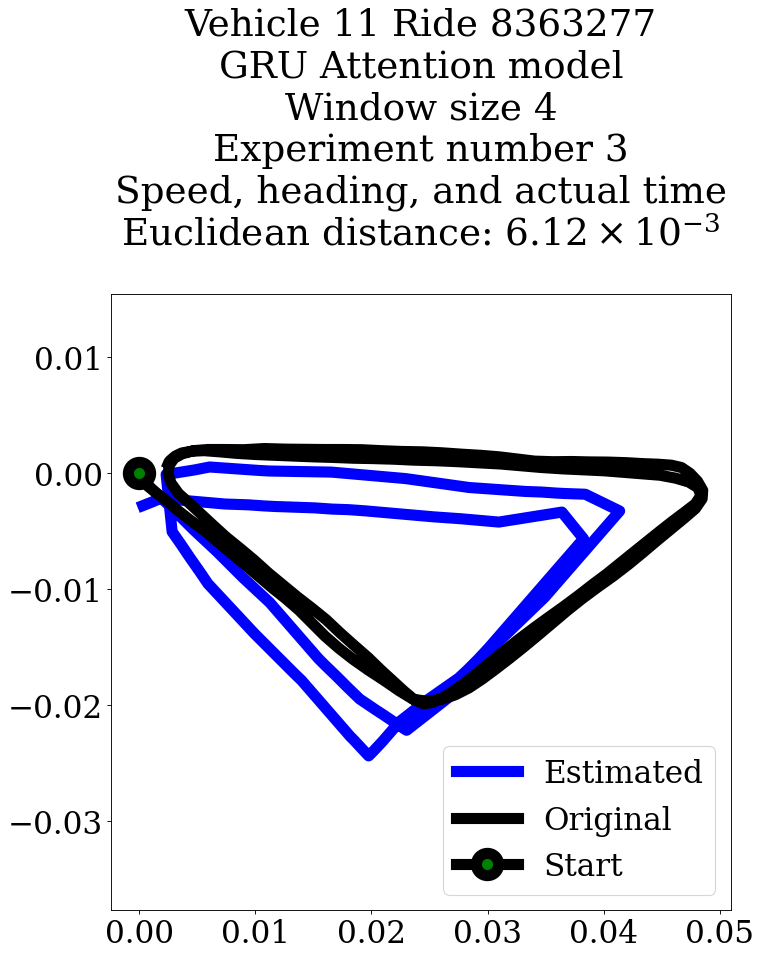 Vehicle 11 Ride 8363277
GRU Attention model
Window size 4
Experiment number 3
Speed, heading, and actual time
Euclidean distance: 6.12 × 10⁻³
0.01
0.00
−0.01
−0.02
−0.03
Estimated
Original
Start
0.00 0.01 0.02 0.03 0.04 0.05